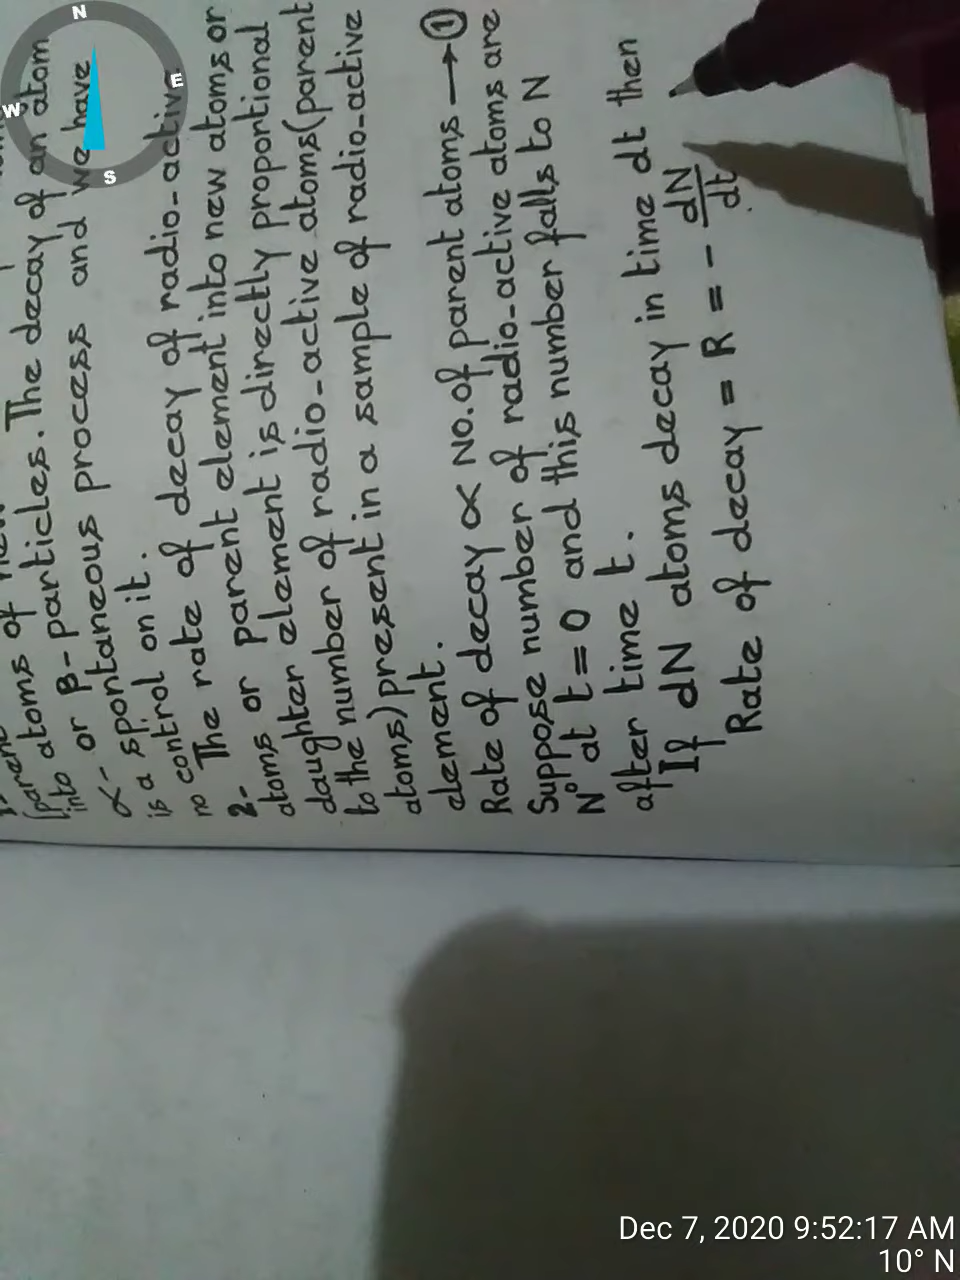 (parent atoms of
into atoms particles. The decay of an atom
α- or β- particles. 
is a spontaneous process and we have
no control on it.
2- The rate of decay of radio-active
atoms or parent element into new atoms or
daughter element is directly proportional
to the number of radio-active atoms(parent
atoms) present in a sample of radio-active
element.
Rate of decay ∝ No. of parent atoms → ①
Suppose number of radio-active atoms are
N° at t = 0 and this number falls to N
after time t.
If dN atoms decay in time dt then
Rate of decay = R = - dN/dt
N
E
S
W
Dec 7, 2020 9:52:17 AM
10° N